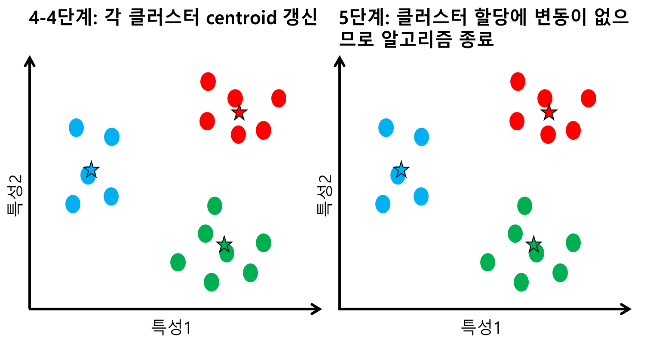 4-4단계: 각 클러스터 centroid 갱신
특성2
특성1
5단계: 클러스터 할당에 변동이 없으
므로 알고리즘 종료
특성2
특성1